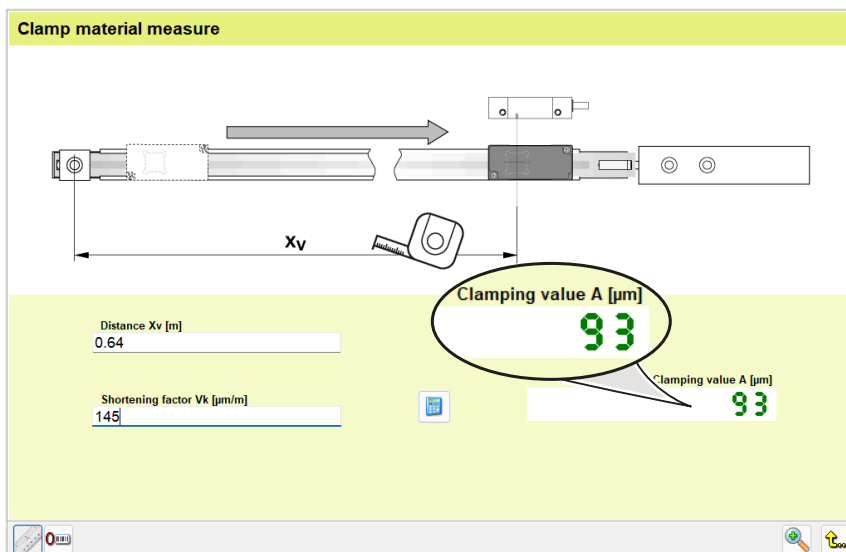 Clamp material measure
xv
Clamping value A [µm]
93
Distance Xv [m]
0.64
Clamping value A [µm]
93
Shortening factor Vk [µm/m]
145
0